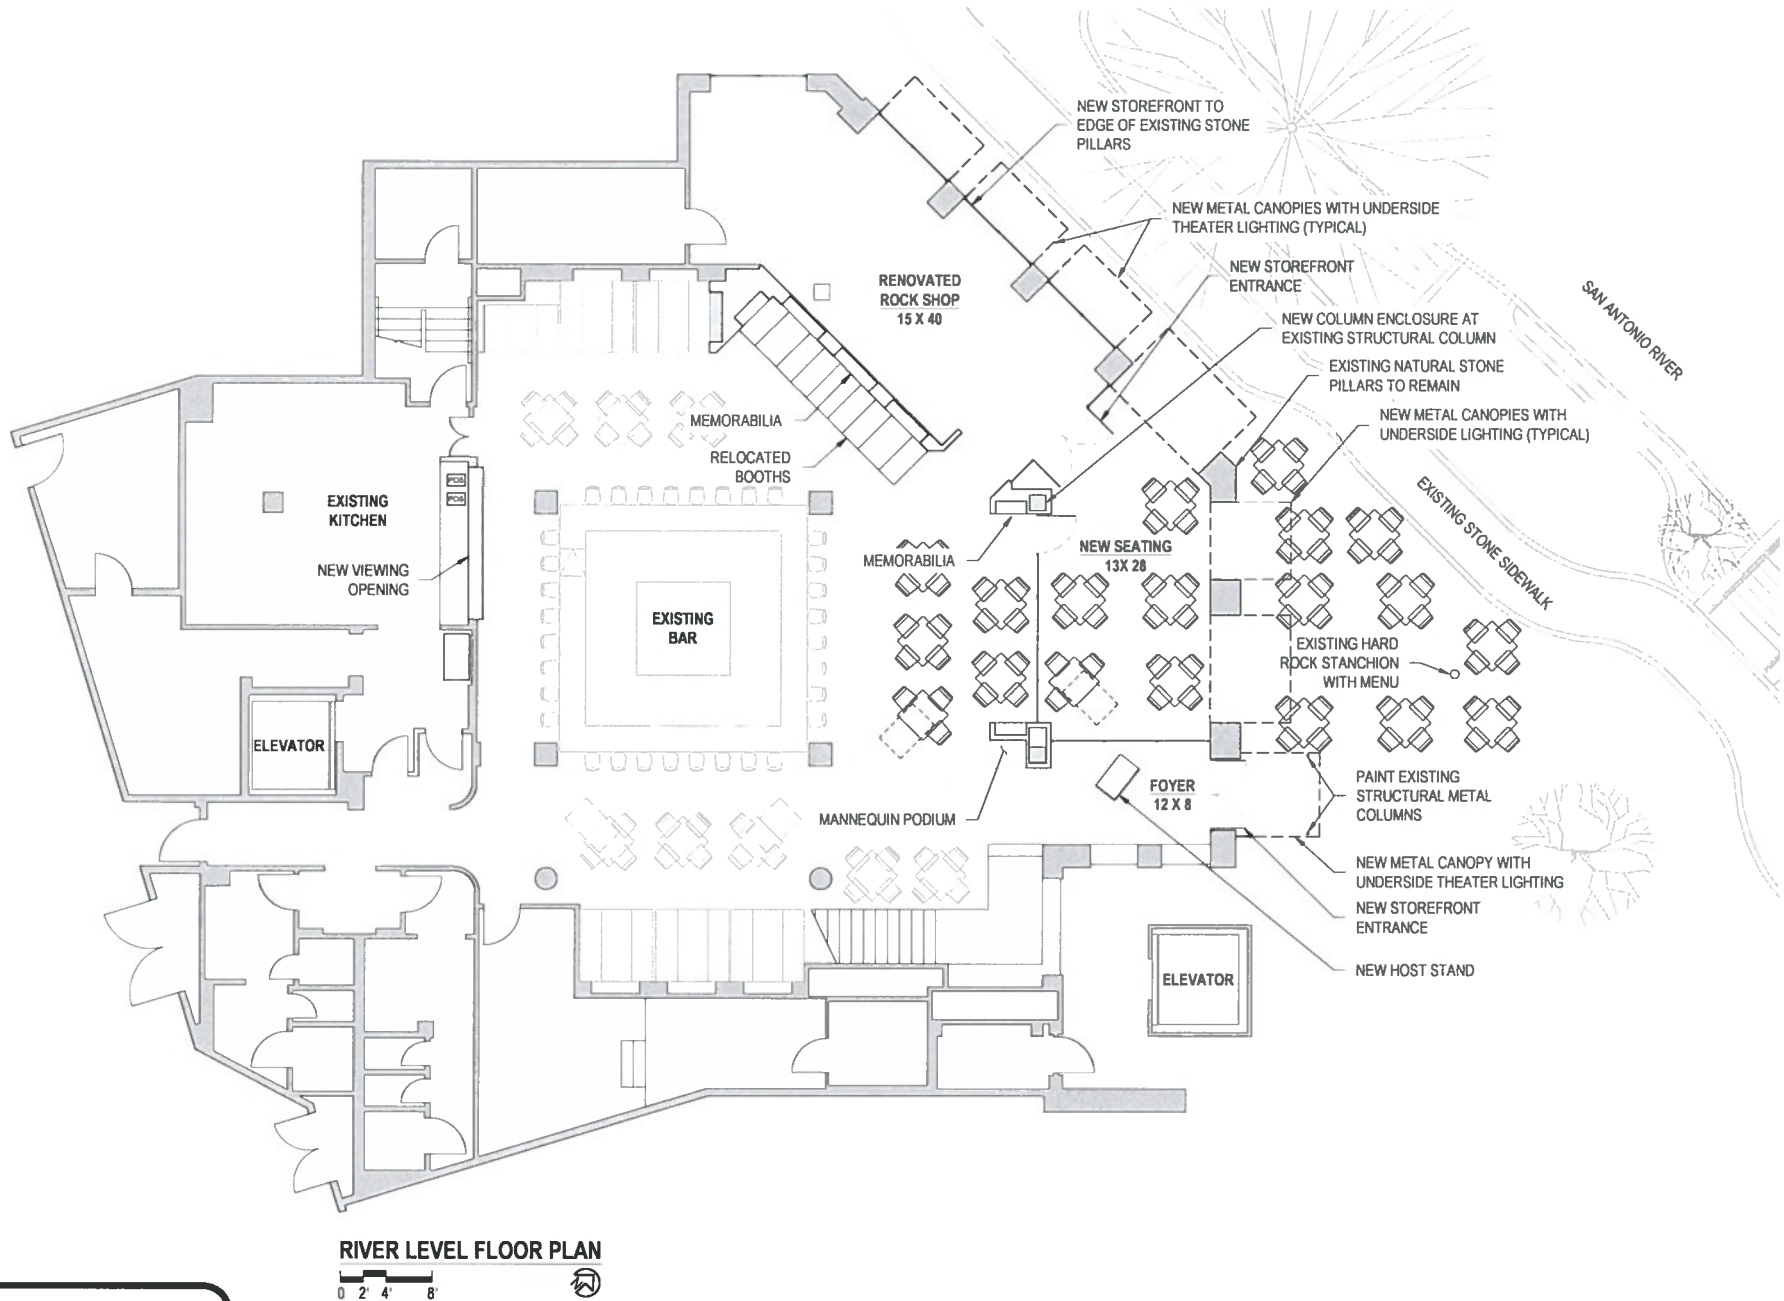 NEW STOREFRONT TO
EDGE OF EXISTING STONE
PILLARS
NEW METAL CANOPIES WITH UNDERSIDE
THEATER LIGHTING (TYPICAL)
NEW STOREFRONT
ENTRANCE
RENOVATED
ROCK SHOP
15 X 40
SAN ANTONIO RIVER
NEW COLUMN ENCLOSURE AT
EXISTING STRUCTURAL COLUMN
EXISTING NATURAL STONE
PILLARS TO REMAIN
NEW METAL CANOPIES WITH
UNDERSIDE LIGHTING (TYPICAL)
MEMORABILIA
RELOCATED
BOOTHS
POS
POS
EXISTING
KITCHEN
EXISTING STONE SIDEWALK
NEW SEATING
13X 28
MEMORABILIA
NEW VIEWING
OPENING
EXISTING
BAR
EXISTING HARD
ROCK STANCHION
WITH MENU
ELEVATOR
FOYER
12 X 8
PAINT EXISTING
STRUCTURAL METAL
COLUMNS
MANNEQUIN PODIUM
NEW METAL CANOPY WITH
UNDERSIDE THEATER LIGHTING
NEW STOREFRONT
ENTRANCE
NEW HOST STAND
ELEVATOR
RIVER LEVEL FLOOR PLAN
0 2' 4' 8'